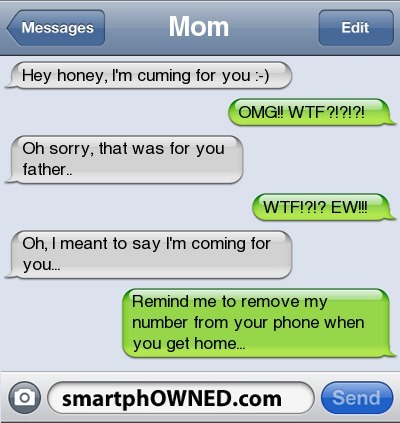 Messages
Mom
Edit
Hey honey, I'm cuming for you :-)
OMG!! WTF?!?!?!
Oh sorry, that was for you
father..
WTF!?!? EW!!!
Oh, I meant to say I'm coming for
you...
Remind me to remove my
number from your phone when
you get home...
smartphOWNED.com
Send